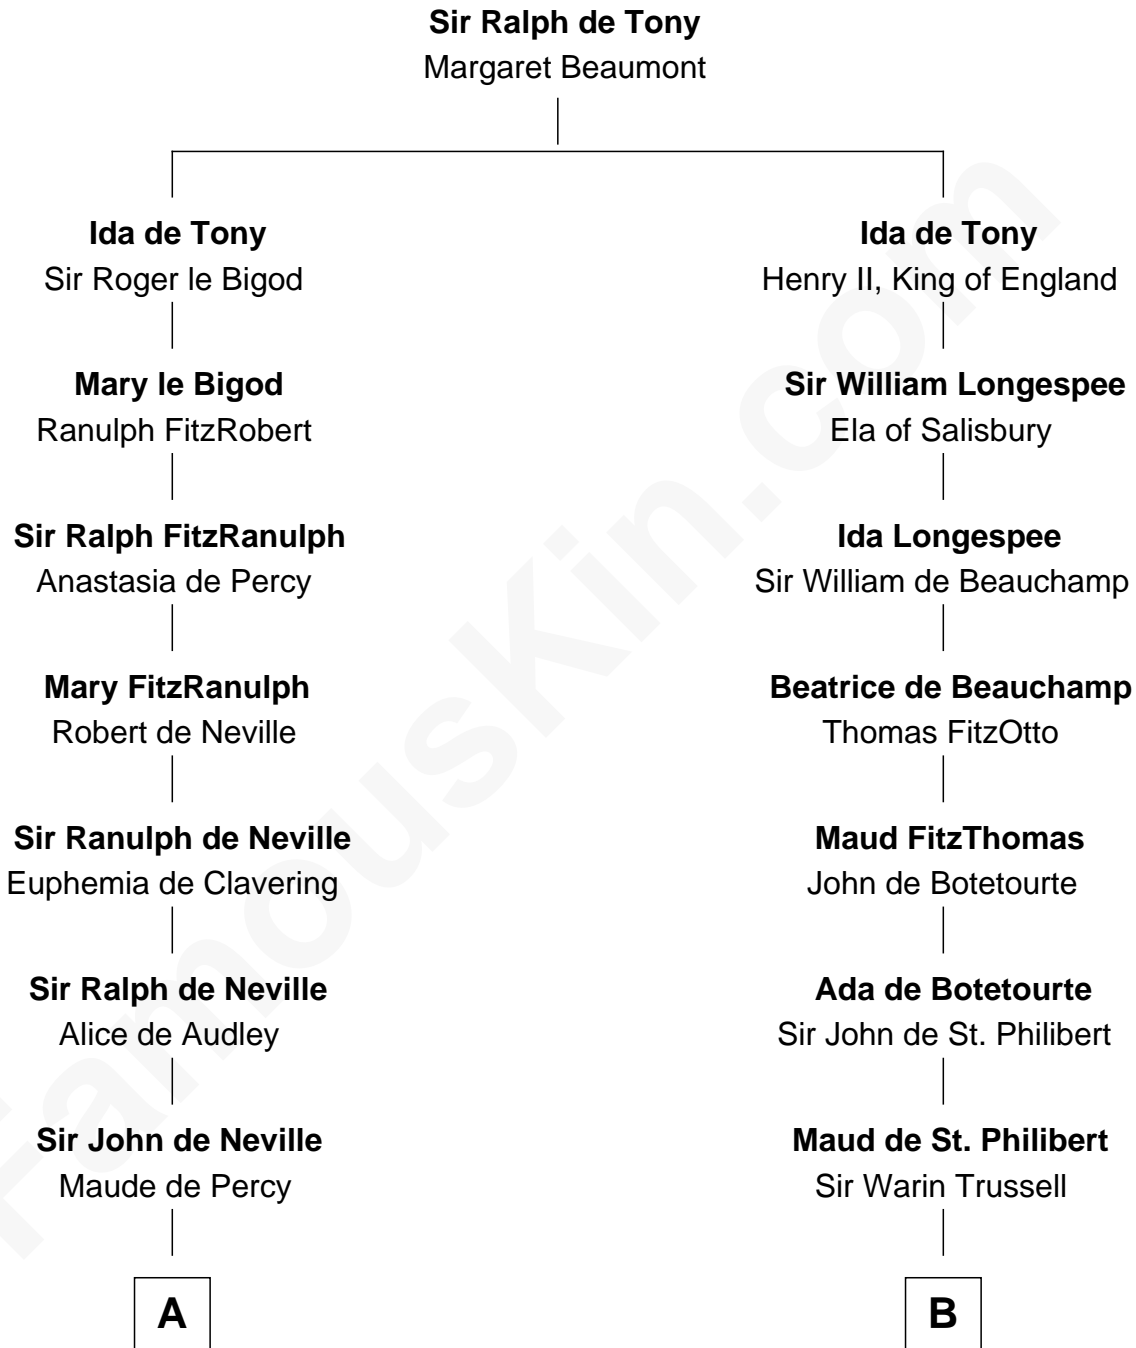 Sir Ralph de Tony
Margaret Beaumont
Ida de Tony
Sir Roger le Bigod
Mary le Bigod
Ranulph FitzRobert
Sir Ralph FitzRanulph
Anastasia de Percy
Mary FitzRanulph
Robert de Neville
Sir Ranulph de Neville
Euphemia de Clavering
Sir Ralph de Neville
Alice de Audley
Sir John de Neville
Maude de Percy
A
Ida de Tony
Henry II, King of England
Sir William Longespee
Ela of Salisbury
Ida Longespee
Sir William de Beauchamp
Beatrice de Beauchamp
Thomas FitzOtto
Maud FitzThomas
John de Botetourte
Ada de Botetourte
Sir John de St. Philibert
Maud de St. Philibert
Sir Warin Trussell
B
FamousKin.com